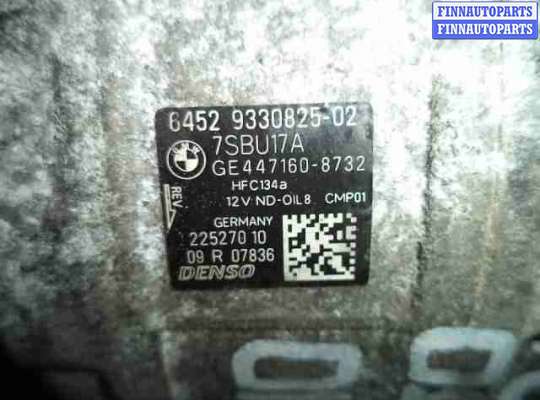 FINNAUTOPARTS
FINNAUTOPARTS
6452 9330825-02
BMW
7SBU17A
GE447160-8732
REV
HFC134a
12V ND-OIL8 CMP01
GERMANY
22527010
09 R 07836
DENSO